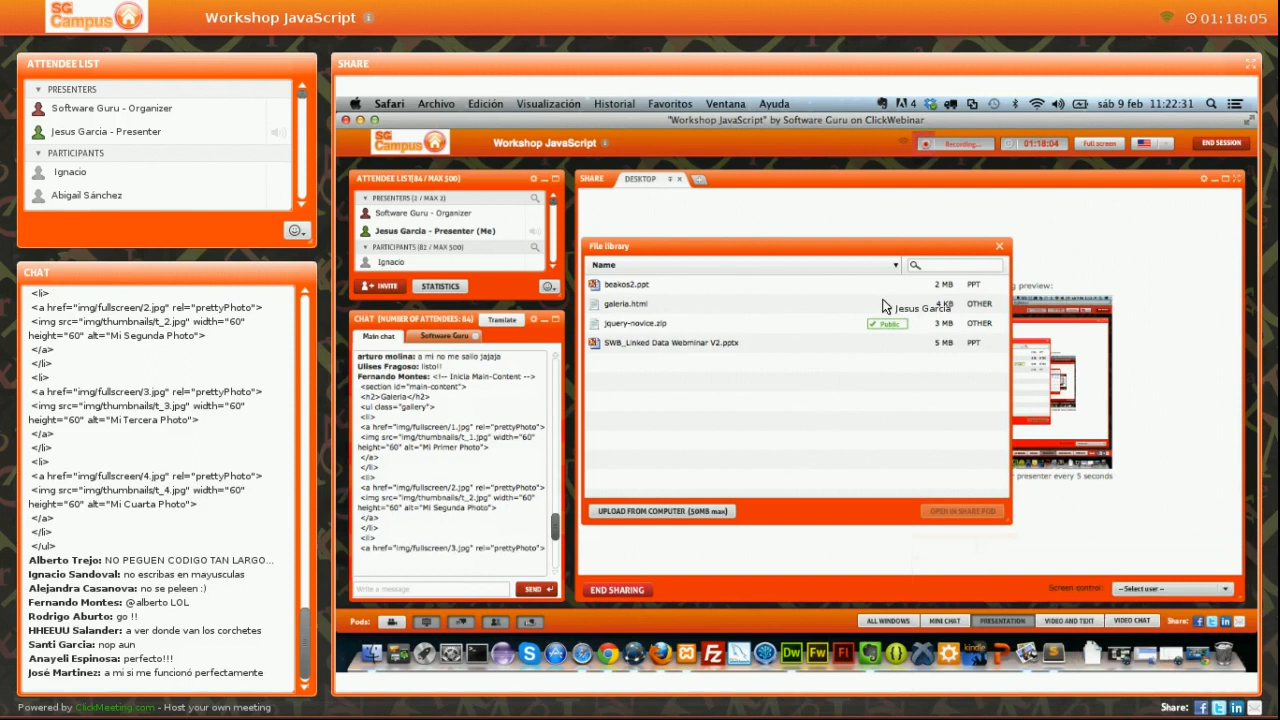 SG Campus
Workshop JavaScript
01:18:05
ATTENDEE LIST
PRESENTERS
Software Guru - Organizer
Jesus Garcia - Presenter
PARTICIPANTS
Ignacio
Abigail Sánchez
CHAT
<li>
<a href="img/fullscreen/2.jpg" rel="prettyPhoto">
<img src="img/thumbnails/t_2.jpg" width="60"
height="60" alt="Mi Segunda Photo">
</a>
</li>
<li>
<a href="img/fullscreen/3.jpg" rel="prettyPhoto">
<img src="img/thumbnails/t_3.jpg" width="60"
height="60" alt="Mi Tercera Photo">
</a>
</li>
<li>
<a href="img/fullscreen/4.jpg" rel="prettyPhoto">
<img src="img/thumbnails/t_4.jpg" width="60"
height="60" alt="Mi Cuarta Photo">
</a>
</li>
</ul>
Alberto Trejo: NO PEGUEN CODIGO TAN LARGO...
Ignacio Sandoval: no escribas en mayusculas
Alejandra Casanova: no se peleen :)
Fernando Montes: @alberto LOL
Rodrigo Aburto: go !!
HHEEUU Salander: a ver donde van los corchetes
Santi Garcia: nop aun
Anayeli Espinosa: perfecto!!!
José Martinez: a mi si me funcionó perfectamente
SHARE
Safari Archivo Edición Visualización Historial Favoritos Ventana Ayuda 4 sáb 9 feb 11:22:31
"Workshop JavaScript" by Software Guru on ClickWebinar
SG Campus
Workshop JavaScript
Recording...
01:18:04
Full screen
END SESSION
ATTENDEE LIST(84 / MAX 500)
PRESENTERS (2 / MAX 2)
Software Guru - Organizer
Jesus Garcia - Presenter (Me)
PARTICIPANTS (82 / MAX 500)
Ignacio
INVITE
STATISTICS
CHAT (NUMBER OF ATTENDEES: 84)
Translate
Main chat
Software Guru
arturo molina: a mi no me salio jajaja
Ulises Fragoso: listo!!
Fernando Montes: <!-- Inicia Main-Content -->
<section id="main-content">
<h2>Galeria</h2>
<ul class="gallery">
<li>
<a href="img/fullscreen/1.jpg" rel="prettyPhoto">
<img src="img/thumbnails/t_1.jpg" width="60"
height="60" alt="Mi Primer Photo">
</a>
</li>
<li>
<a href="img/fullscreen/2.jpg" rel="prettyPhoto">
<img src="img/thumbnails/t_2.jpg" width="60"
height="60" alt="Mi Segunda Photo">
</a>
</li>
<li>
<a href="img/fullscreen/3.jpg" rel="prettyPhoto">
Write a message
SEND
SHARE
DESKTOP
File library
Name
beakos2.ppt 2 MB PPT
galeria.html 4 KB OTHER
Jesus Garcia
jquery-novice.zip Public 3 MB OTHER
SWB_Linked Data Webminar V2.pptx 5 MB PPT
UPLOAD FROM COMPUTER (50MB max)
OPEN IN SHARE POD
preview:
presenter every 5 seconds
END SHARING
Screen control:
-- Select user --
Pods:
ALL WINDOWS
MINI CHAT
PRESENTATION
VIDEO AND TEXT
VIDEO CHAT
Share:
Dw Fw Fl
kindle
Powered by ClickMeeting.com - Host your own meeting
Share: